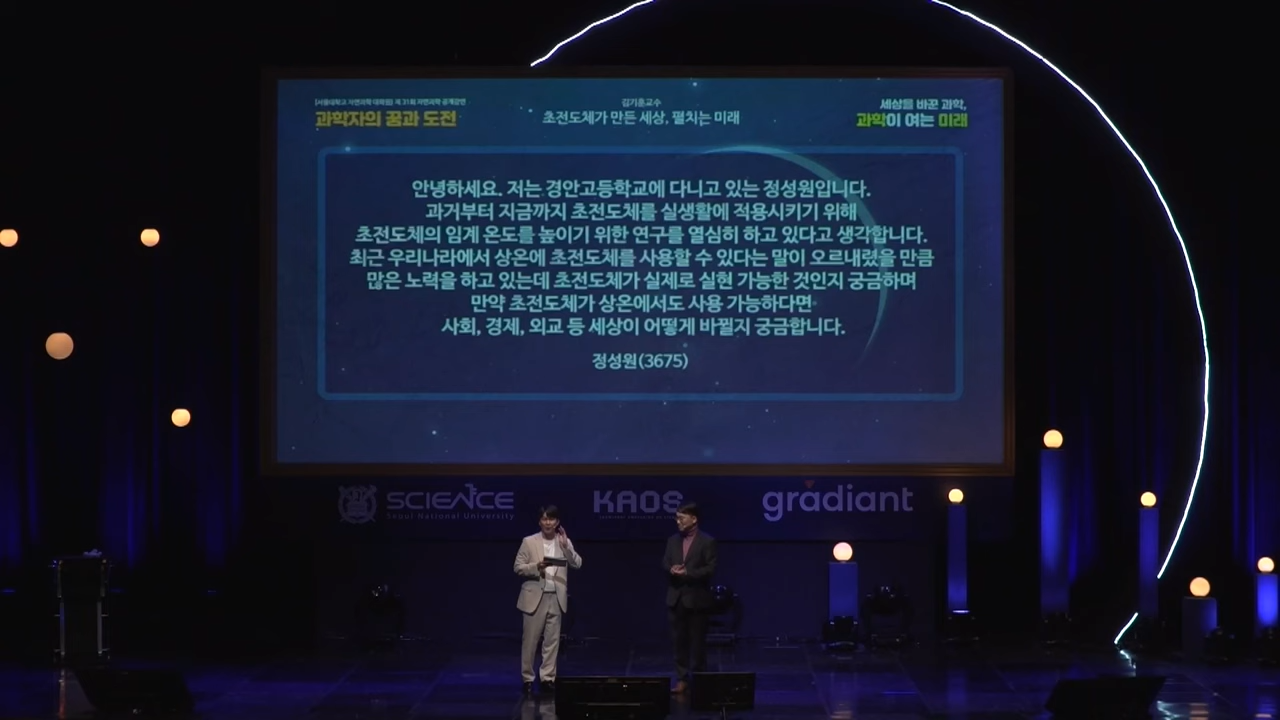 [서울대학교 자연과학 대학원] 제 31회 자연과학 공개강연
과학자의 꿈과 도전
김기훈교수
초전도체가 만든 세상, 펼치는 미래
세상을 바꾼 과학,
과학이 여는 미래
안녕하세요. 저는 경안고등학교에 다니고 있는 정성원입니다.
과거부터 지금까지 초전도체를 실생활에 적용시키기 위해
초전도체의 임계 온도를 높이기 위한 연구를 열심히 하고 있다고 생각합니다.
최근 우리나라에서 상온에 초전도체를 사용할 수 있다는 말이 오르내렸을 만큼
많은 노력을 하고 있는데 초전도체가 실제로 실현 가능한 것인지 궁금하며
만약 초전도체가 상온에서도 사용 가능하다면
사회, 경제, 외교 등 세상이 어떻게 바뀔지 궁금합니다.
정성원(3675)
SCIENCE
Seoul National University
KAOS
gradiant